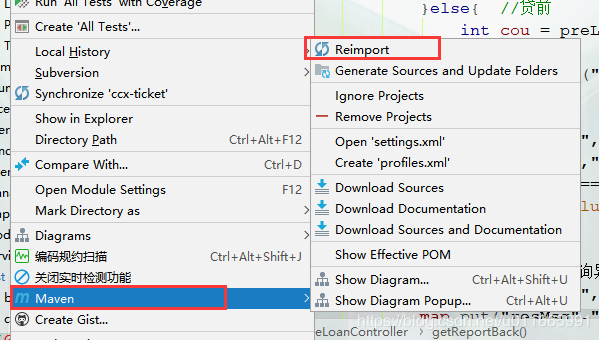 Run 'All Tests' with Coverage
Create 'All Tests'...
Local History
Subversion
Synchronize 'ccx-ticket'
Show in Explorer
Directory Path Ctrl+Alt+F12
Compare With... Ctrl+D
Open Module Settings F12
Mark Directory as
Diagrams
编码规约扫描 Ctrl+Alt+Shift+J
关闭实时检测功能
Maven
Create Gist...
Reimport
Generate Sources and Update Folders
Ignore Projects
Remove Projects
Open 'settings.xml'
Create 'profiles.xml'
Download Sources
Download Documentation
Download Sources and Documentation
Show Effective POM
Show Diagram... Ctrl+Alt+Shift+U
Show Diagram Popup... Ctrl+Alt+U
}else{ //贷前
int cou = preL
map.put("resMsg"
eLoanController > getReportBack()